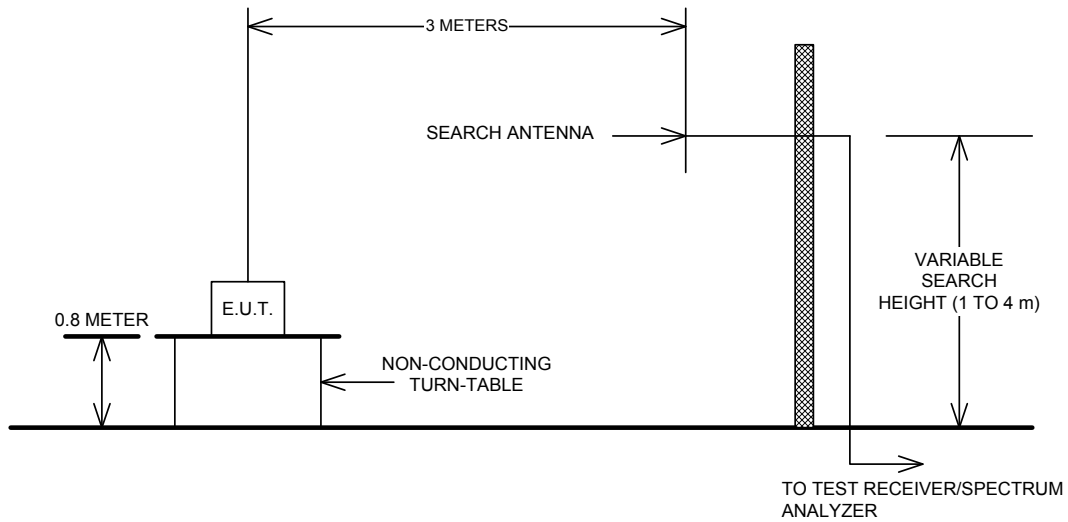 3 METERS
SEARCH ANTENNA
VARIABLE
SEARCH
HEIGHT (1 TO 4 m)
E.U.T.
0.8 METER
NON-CONDUCTING
TURN-TABLE
TO TEST RECEIVER/SPECTRUM
ANALYZER